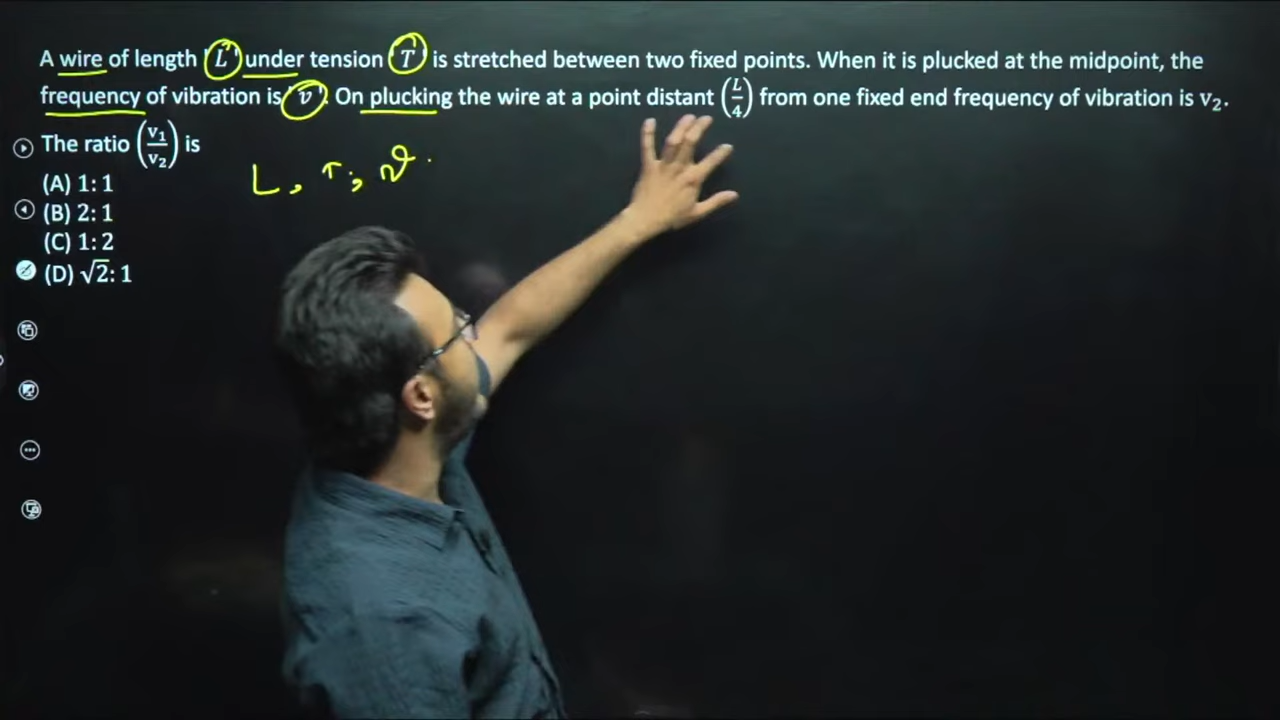 A wire of length 'L' under tension 'T' is stretched between two fixed points. When it is plucked at the midpoint, the
frequency of vibration is 'v'. On plucking the wire at a point distant (L/4) from one fixed end frequency of vibration is v₂.
The ratio (v₁/v₂) is
(A) 1: 1
(B) 2: 1
(C) 1: 2
(D) √2: 1
L, T, ν.